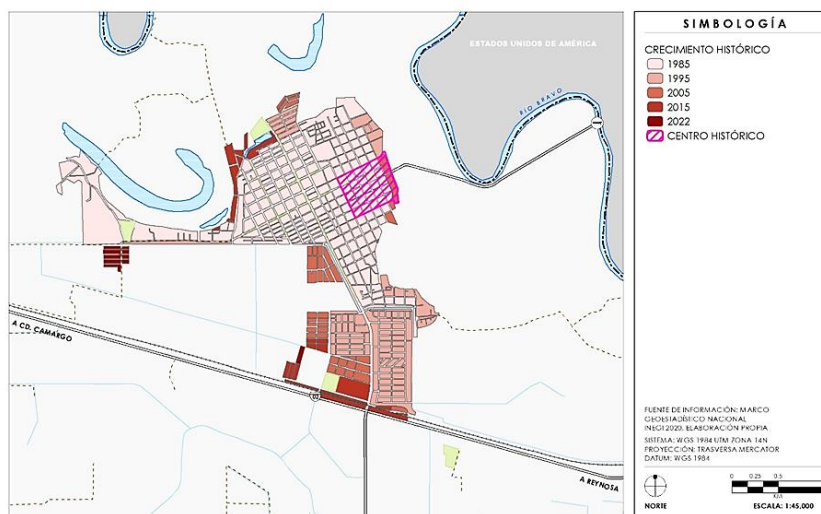 ESTADOS UNIDOS DE AMÉRICA
RIO BRAVO
A CD. CAMARGO
A REYNOSA
SIMBOLOGÍA
CRECIMIENTO HISTÓRICO
1985
1995
2005
2015
2022
CENTRO HISTÓRICO
FUENTE DE INFORMACIÓN: MARCO
GEOESTADÍSTICO NACIONAL
INEGI 2020, ELABORACIÓN PROPIA
SISTEMA: WGS 1984 UTM ZONA 14N
PROYECCIÓN: TRASVERSA MERCATOR
DATUM: WGS 1984
0 0.25 0.5
Km
NORTE
ESCALA: 1:45,000